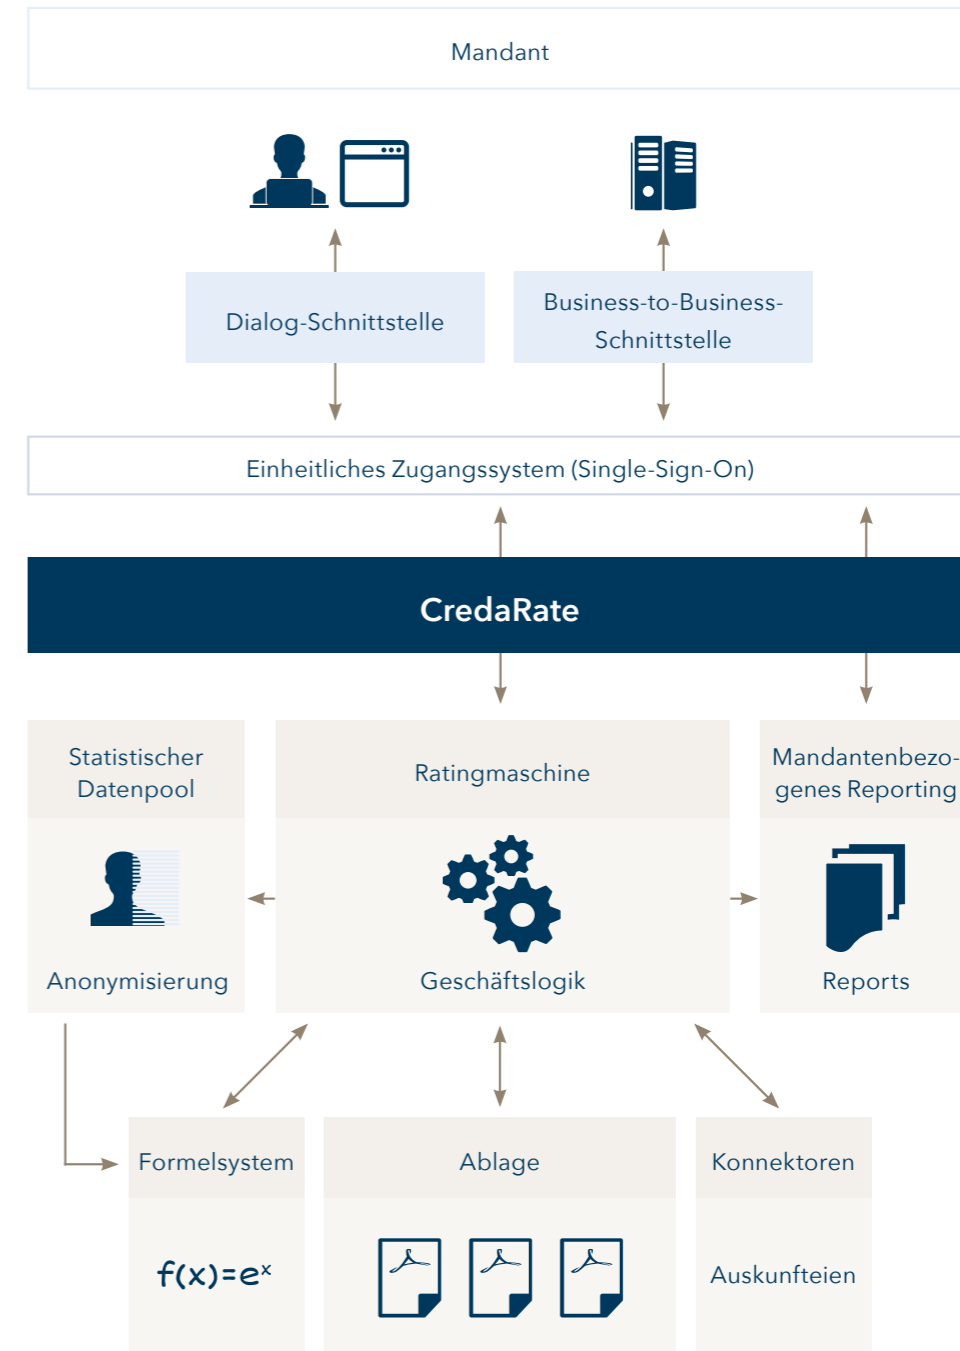 Mandant
Dialog-Schnittstelle
Business-to-Business-
Schnittstelle
Einheitliches Zugangssystem (Single-Sign-On)
CredaRate
Statistischer
Datenpool
Ratingmaschine
Mandantenbezo-
genes Reporting
Anonymisierung
Geschäftslogik
Reports
Formelsystem
Ablage
Konnektoren
f(x)=eˣ
Auskunfteien